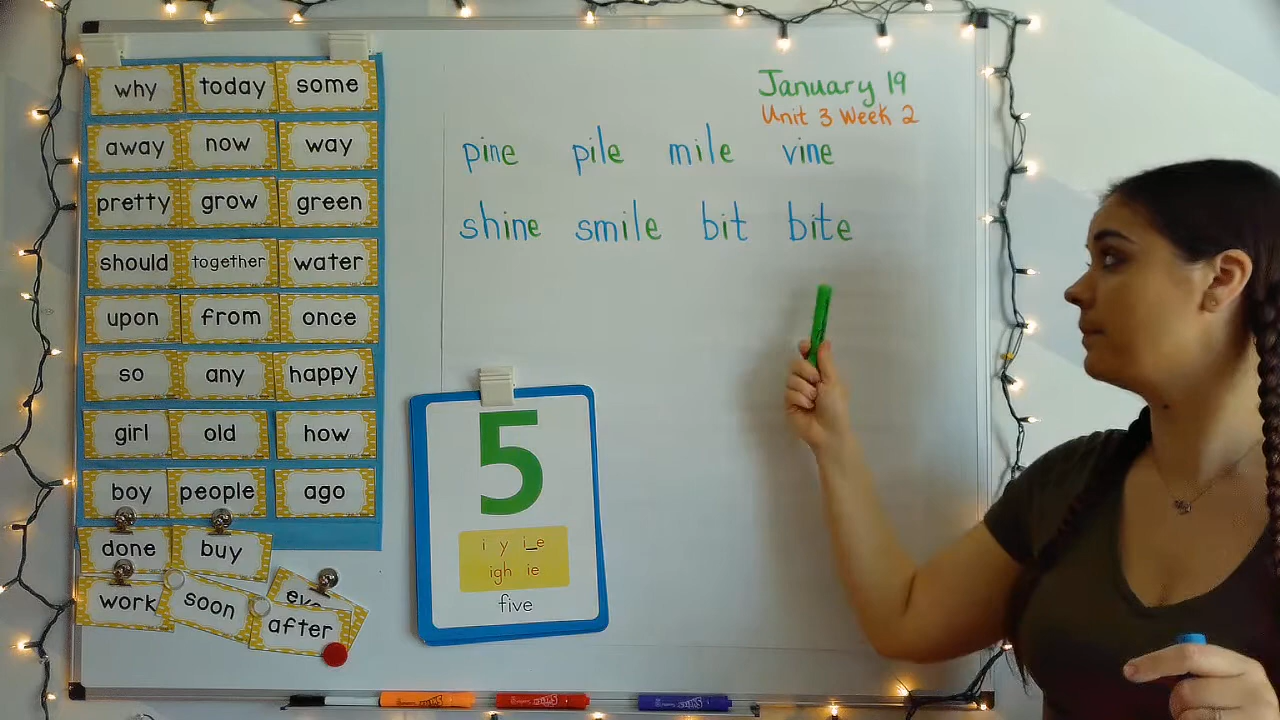 why today some
away now way
pretty grow green
should together water
upon from once
so any happy
girl old how
boy people ago
done buy
work soon
after
January 19
Unit 3 Week 2
pine pile mile vine
shine smile bit bite
5
i y i_e
igh ie
five